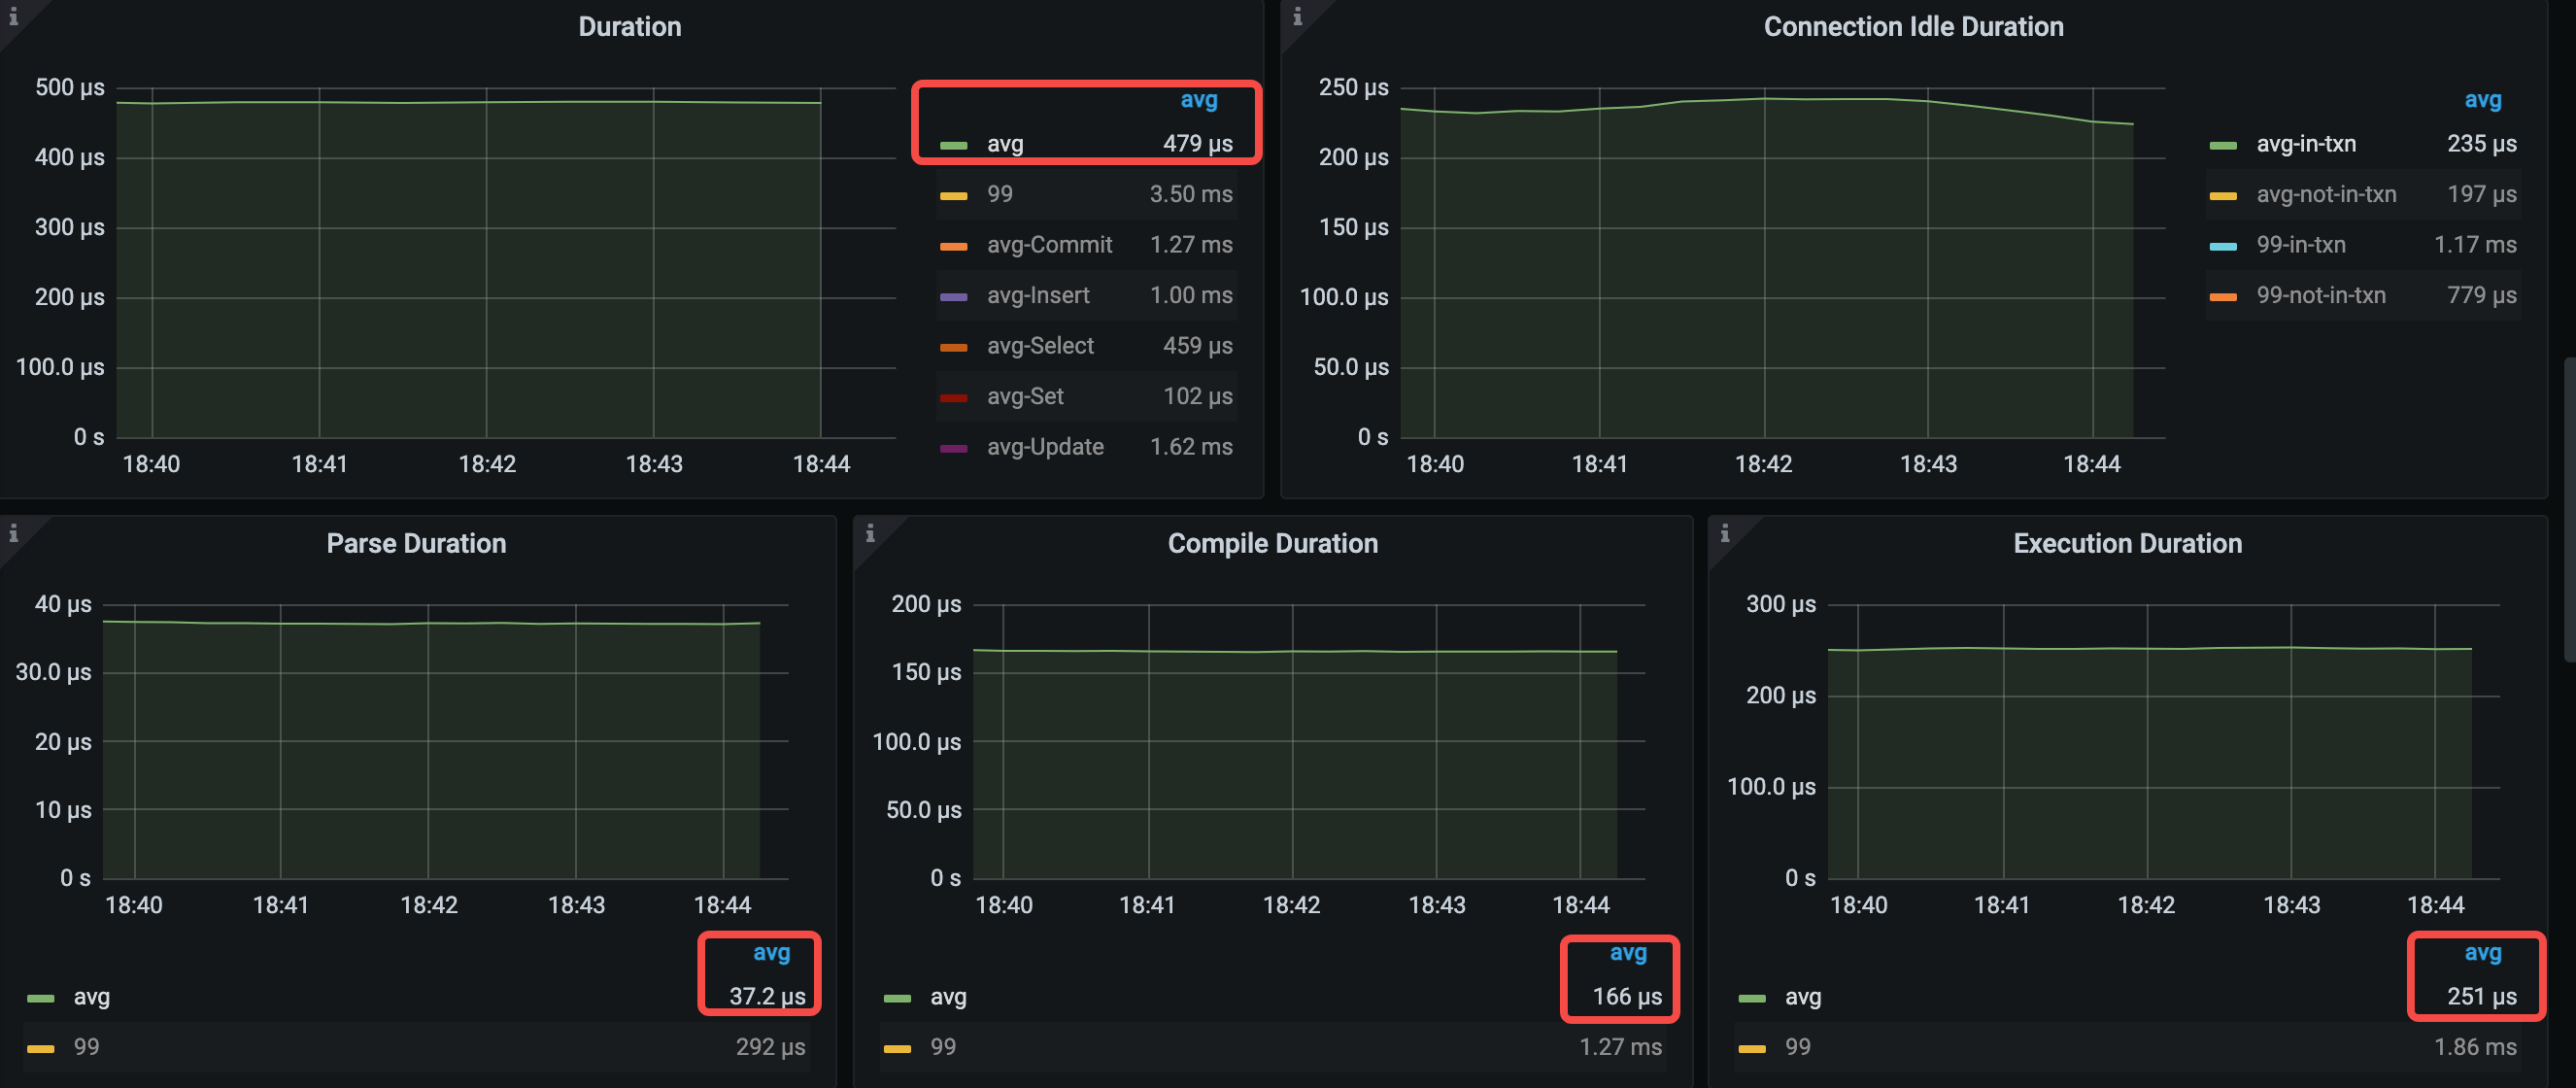 Duration
500 µs
400 µs
300 µs
200 µs
100.0 µs
0 s
18:40 18:41 18:42 18:43 18:44
avg
avg 479 µs
99 3.50 ms
avg-Commit 1.27 ms
avg-Insert 1.00 ms
avg-Select 459 µs
avg-Set 102 µs
avg-Update 1.62 ms
Connection Idle Duration
250 µs
200 µs
150 µs
100.0 µs
50.0 µs
0 s
18:40 18:41 18:42 18:43 18:44
avg
avg-in-txn 235 µs
avg-not-in-txn 197 µs
99-in-txn 1.17 ms
99-not-in-txn 779 µs
Parse Duration
40 µs
30.0 µs
20 µs
10 µs
0 s
18:40 18:41 18:42 18:43 18:44
avg
avg 37.2 µs
99 292 µs
Compile Duration
200 µs
150 µs
100.0 µs
50.0 µs
0 s
18:40 18:41 18:42 18:43 18:44
avg
avg 166 µs
99 1.27 ms
Execution Duration
300 µs
200 µs
100.0 µs
0 s
18:40 18:41 18:42 18:43 18:44
avg
avg 251 µs
99 1.86 ms